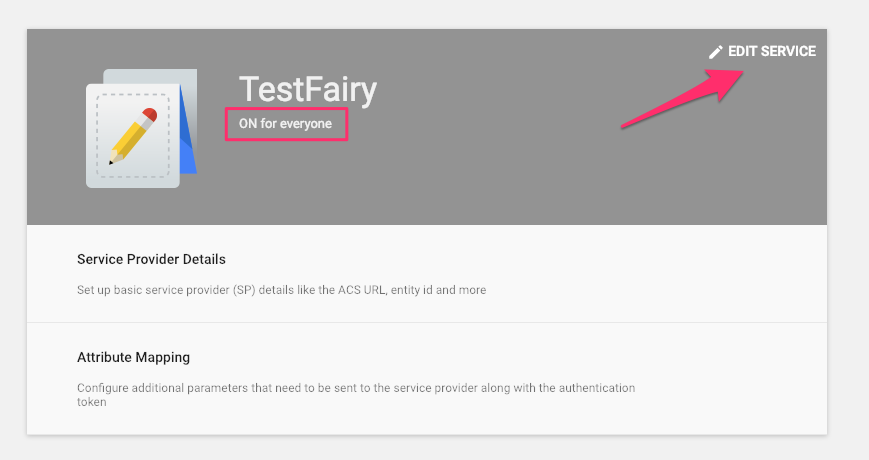 EDIT SERVICE
TestFairy
ON for everyone
Service Provider Details
Set up basic service provider (SP) details like the ACS URL, entity id and more
Attribute Mapping
Configure additional parameters that need to be sent to the service provider along with the authentication
token